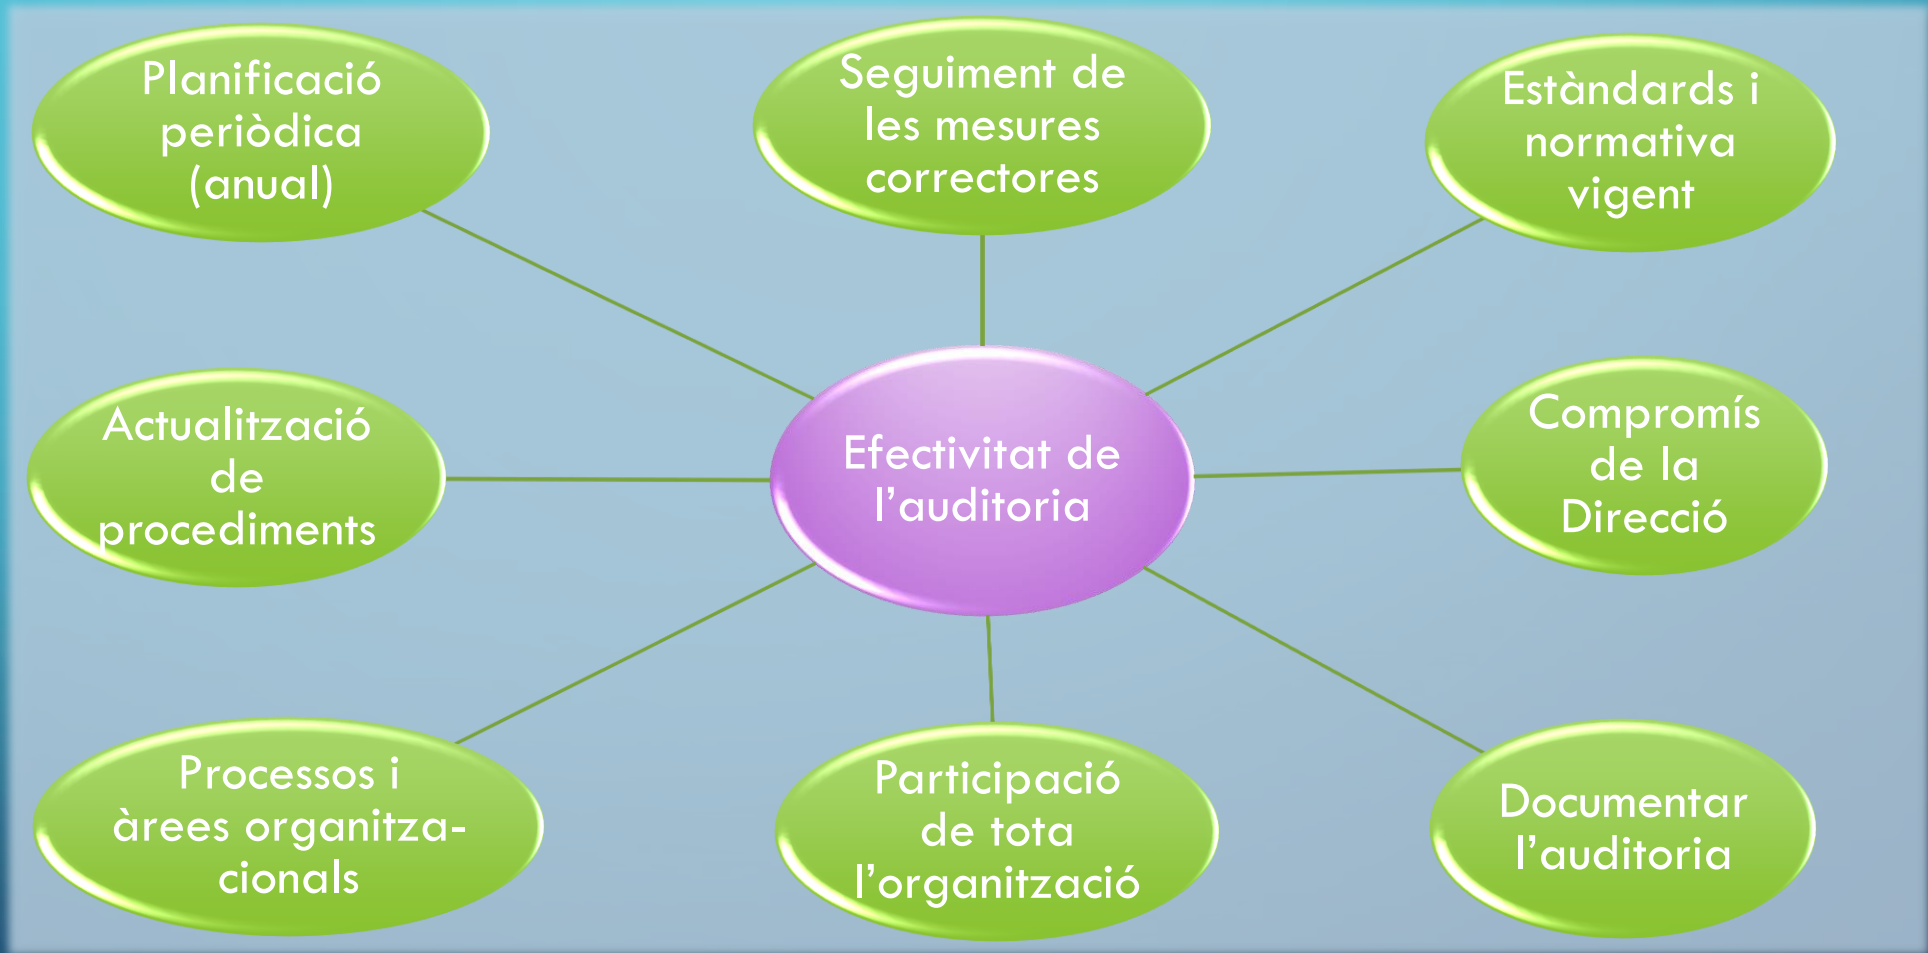 Planificació
periòdica
(anual)
Seguiment de
les mesures
correctores
Estàndards i
normativa
vigent
Actualització
de
procediments
Efectivitat de
l’auditoria
Compromís
de la
Direcció
Processos i
àrees organitza-
cionals
Participació
de tota
l’organització
Documentar
l’auditoria